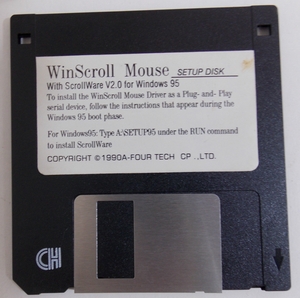 WinScroll Mouse SETUP DISK
With ScrollWare V2.0 for Windows 95
To install the WinScroll Mouse Driver as a Plug- and- Play
serial device, follow the instructions that appear during the
Windows 95 boot phase.
For Windows95: Type A:\SETUP95 under the RUN command
to install ScrollWare
COPYRIGHT ©1990A-FOUR TECH CP .,LTD.